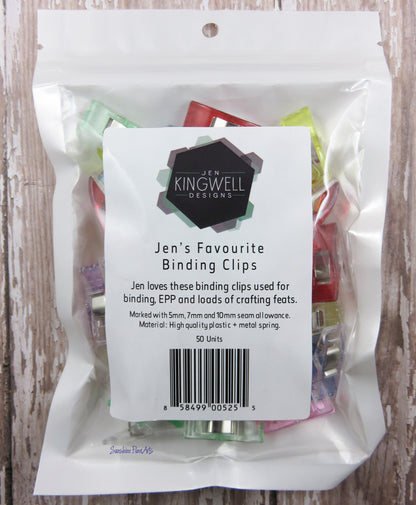 JEN
KINGWELL
DESIGNS
Jen's Favourite
Binding Clips
Jen loves these binding clips used for
binding, EPP and loads of crafting feats.
Marked with 5mm, 7mm and 10mm seam allowance.
Material: High quality plastic + metal spring.
50 Units
8 58499 00525 5